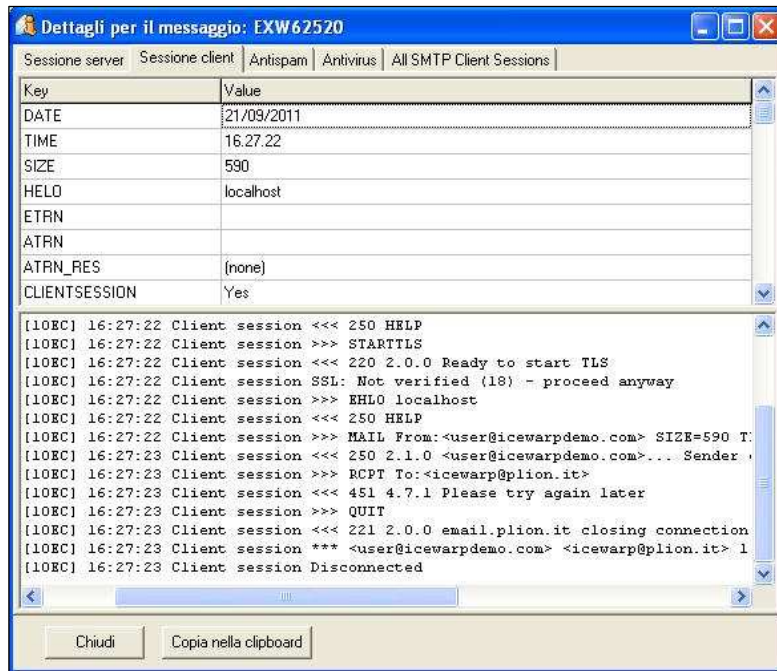 Dettagli per il messaggio: EXW62520
Sessione server Sessione client Antispam Antivirus All SMTP Client Sessions
Key Value
DATE 21/09/2011
TIME 16.27.22
SIZE 590
HELO localhost
ETRN
ATRN
ATRN_RES (none)
CLIENTSESSION Yes
[10EC] 16:27:22 Client session <<< 250 HELP
[10EC] 16:27:22 Client session >>> STARTTLS
[10EC] 16:27:22 Client session <<< 220 2.0.0 Ready to start TLS
[10EC] 16:27:22 Client session SSL: Not verified (18) - proceed anyway
[10EC] 16:27:22 Client session >>> EHLO localhost
[10EC] 16:27:22 Client session <<< 250 HELP
[10EC] 16:27:22 Client session >>> MAIL From:<user@icewarpdemo.com> SIZE=590
[10EC] 16:27:23 Client session <<< 250 2.1.0 <user@icewarpdemo.com>... Sender
[10EC] 16:27:23 Client session >>> RCPT To:<icewarp@plion.it>
[10EC] 16:27:23 Client session <<< 451 4.7.1 Please try again later
[10EC] 16:27:23 Client session >>> QUIT
[10EC] 16:27:23 Client session <<< 221 2.0.0 email.plion.it closing connection
[10EC] 16:27:23 Client session *** <user@icewarpdemo.com> <icewarp@plion.it> 1
[10EC] 16:27:23 Client session Disconnected
Chiudi Copia nella clipboard